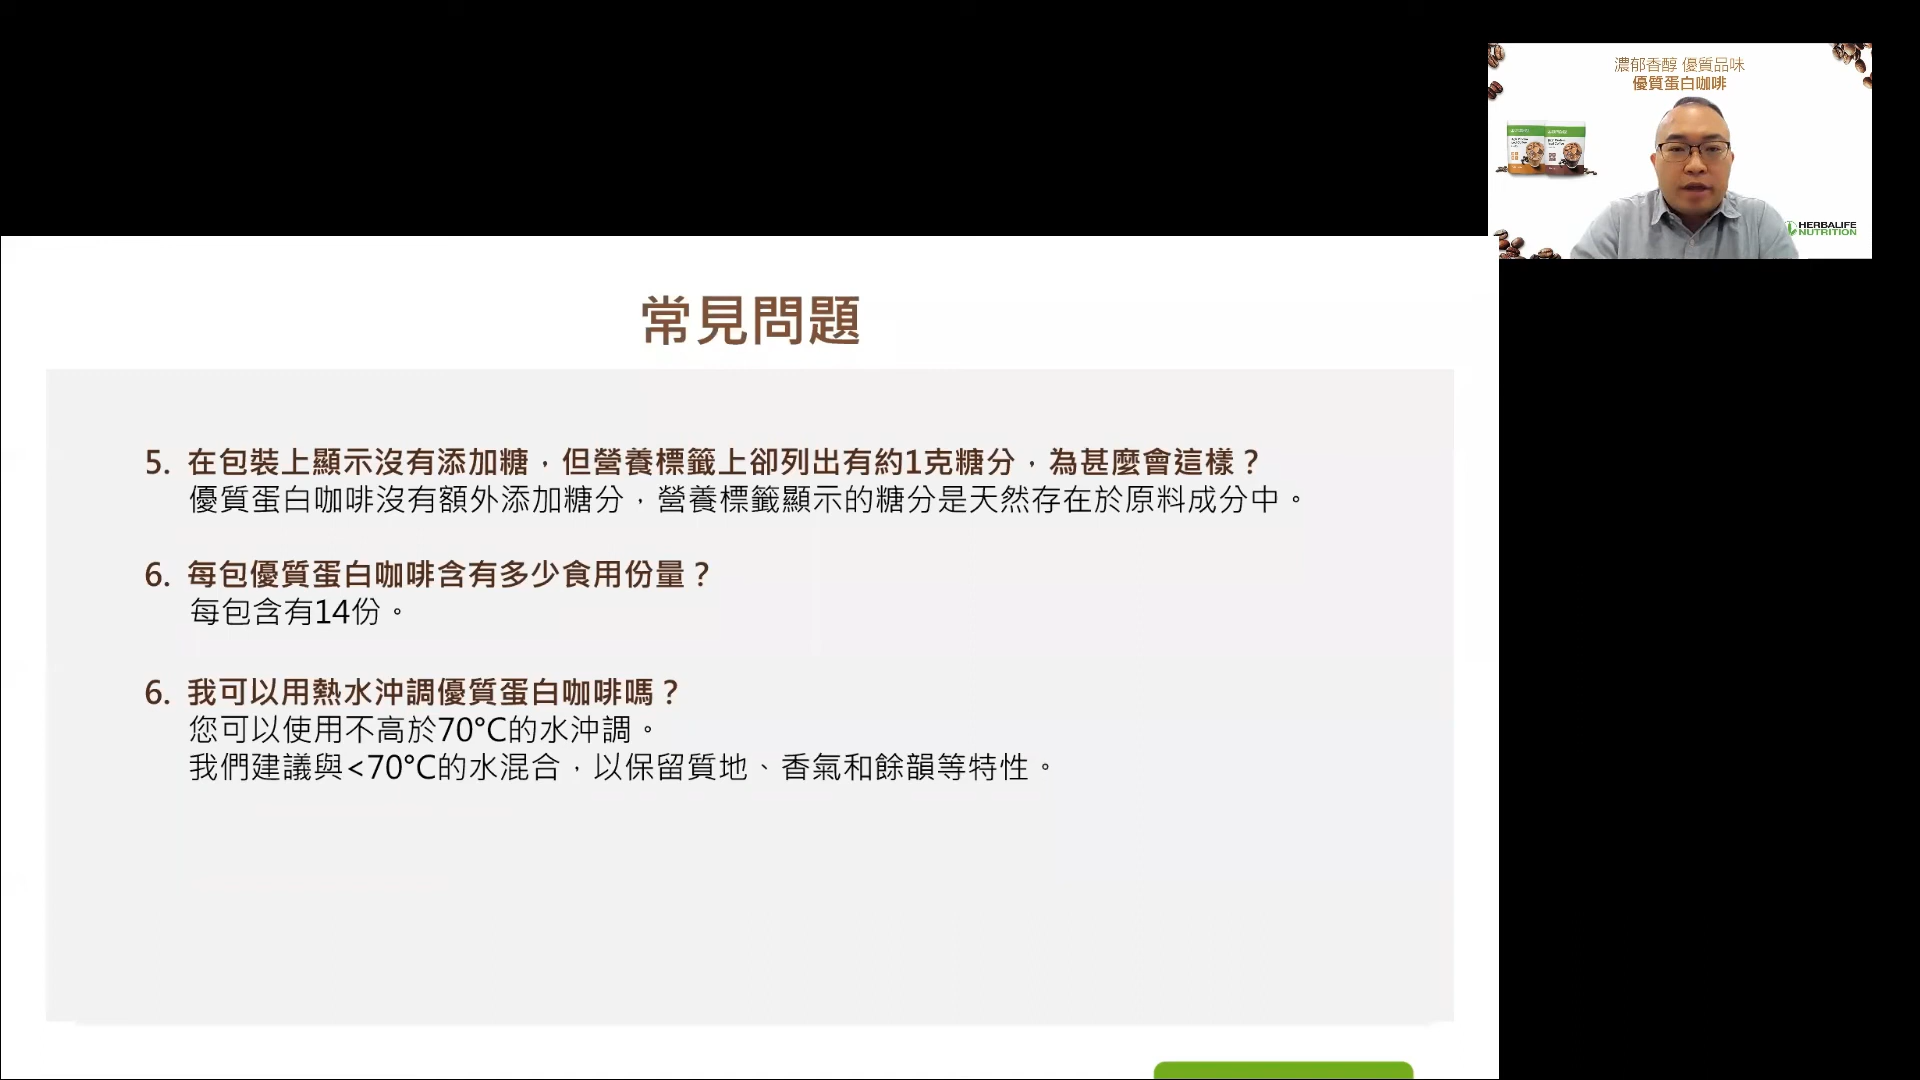 濃郁香醇 優質品味
優質蛋白咖啡
HERBALIFE
NUTRITION
常見問題
5. 在包裝上顯示沒有添加糖，但營養標籤上卻列出有約1克糖分，為甚麼會這樣？
優質蛋白咖啡沒有額外添加糖分，營養標籤顯示的糖分是天然存在於原料成分中。
6. 每包優質蛋白咖啡含有多少食用份量？
每包含有14份。
6. 我可以用熱水沖調優質蛋白咖啡嗎？
您可以使用不高於70°C的水沖調。
我們建議與<70°C的水混合，以保留質地、香氣和餘韻等特性。